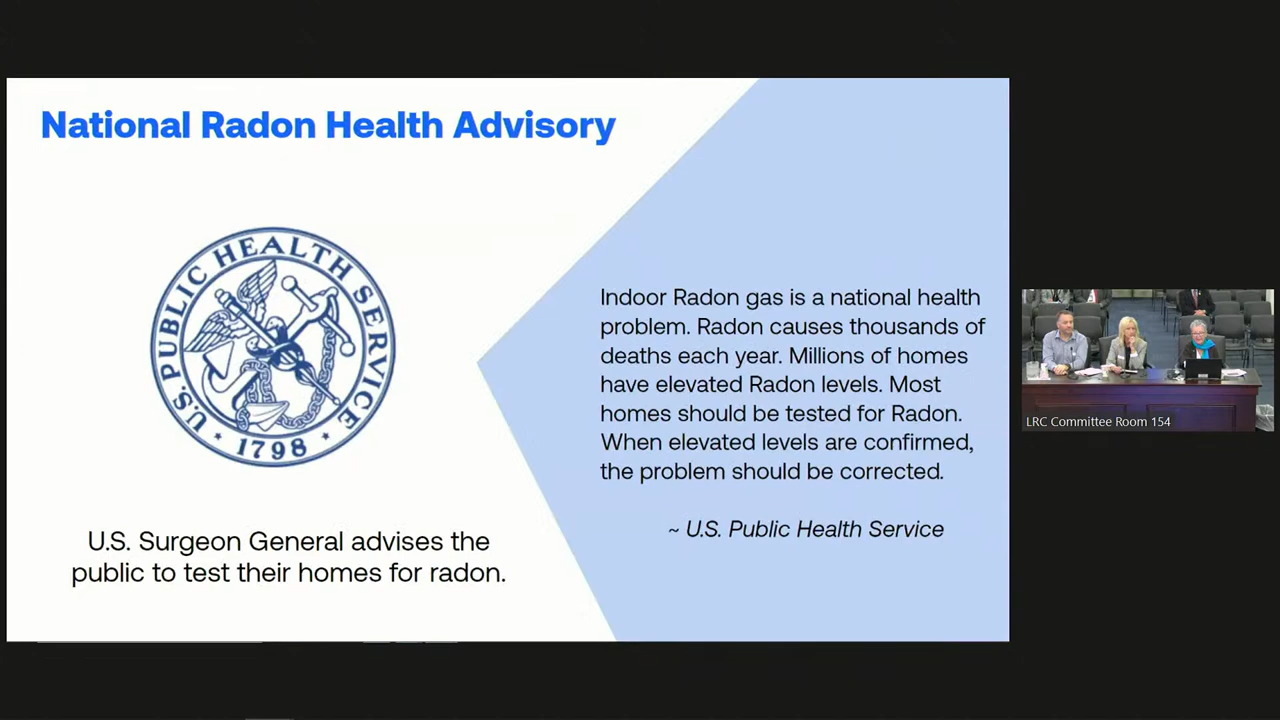 National Radon Health Advisory
U.S. PUBLIC HEALTH SERVICE
1798
U.S. Surgeon General advises the
public to test their homes for radon.
Indoor Radon gas is a national health
problem. Radon causes thousands of
deaths each year. Millions of homes
have elevated Radon levels. Most
homes should be tested for Radon.
When elevated levels are confirmed,
the problem should be corrected.
~ U.S. Public Health Service
LRC Committee Room 154